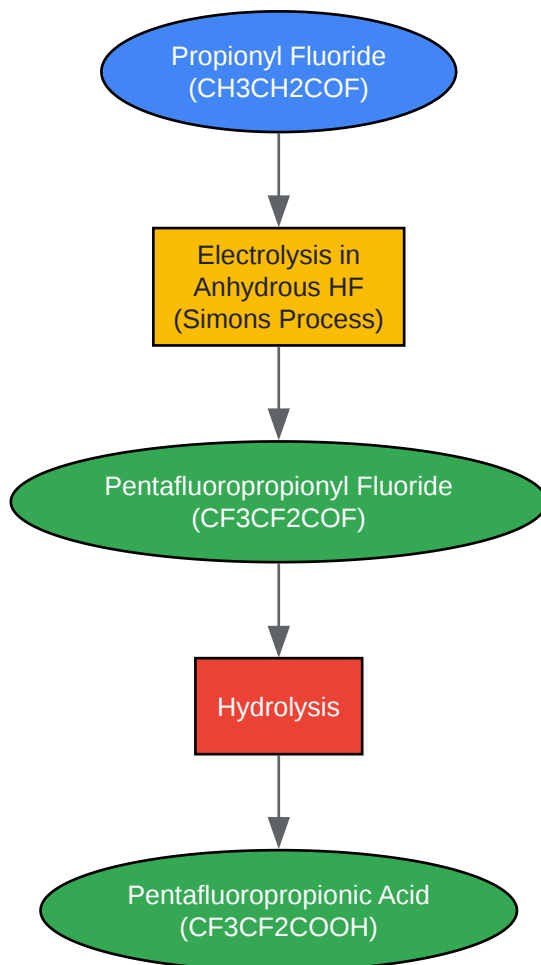 Propionyl Fluoride
(CH3CH2COF)
Electrolysis in
Anhydrous HF
(Simons Process)
Pentafluoropropionyl Fluoride
(CF3CF2COF)
Hydrolysis
Pentafluoropropionic Acid
(CF3CF2COOH)